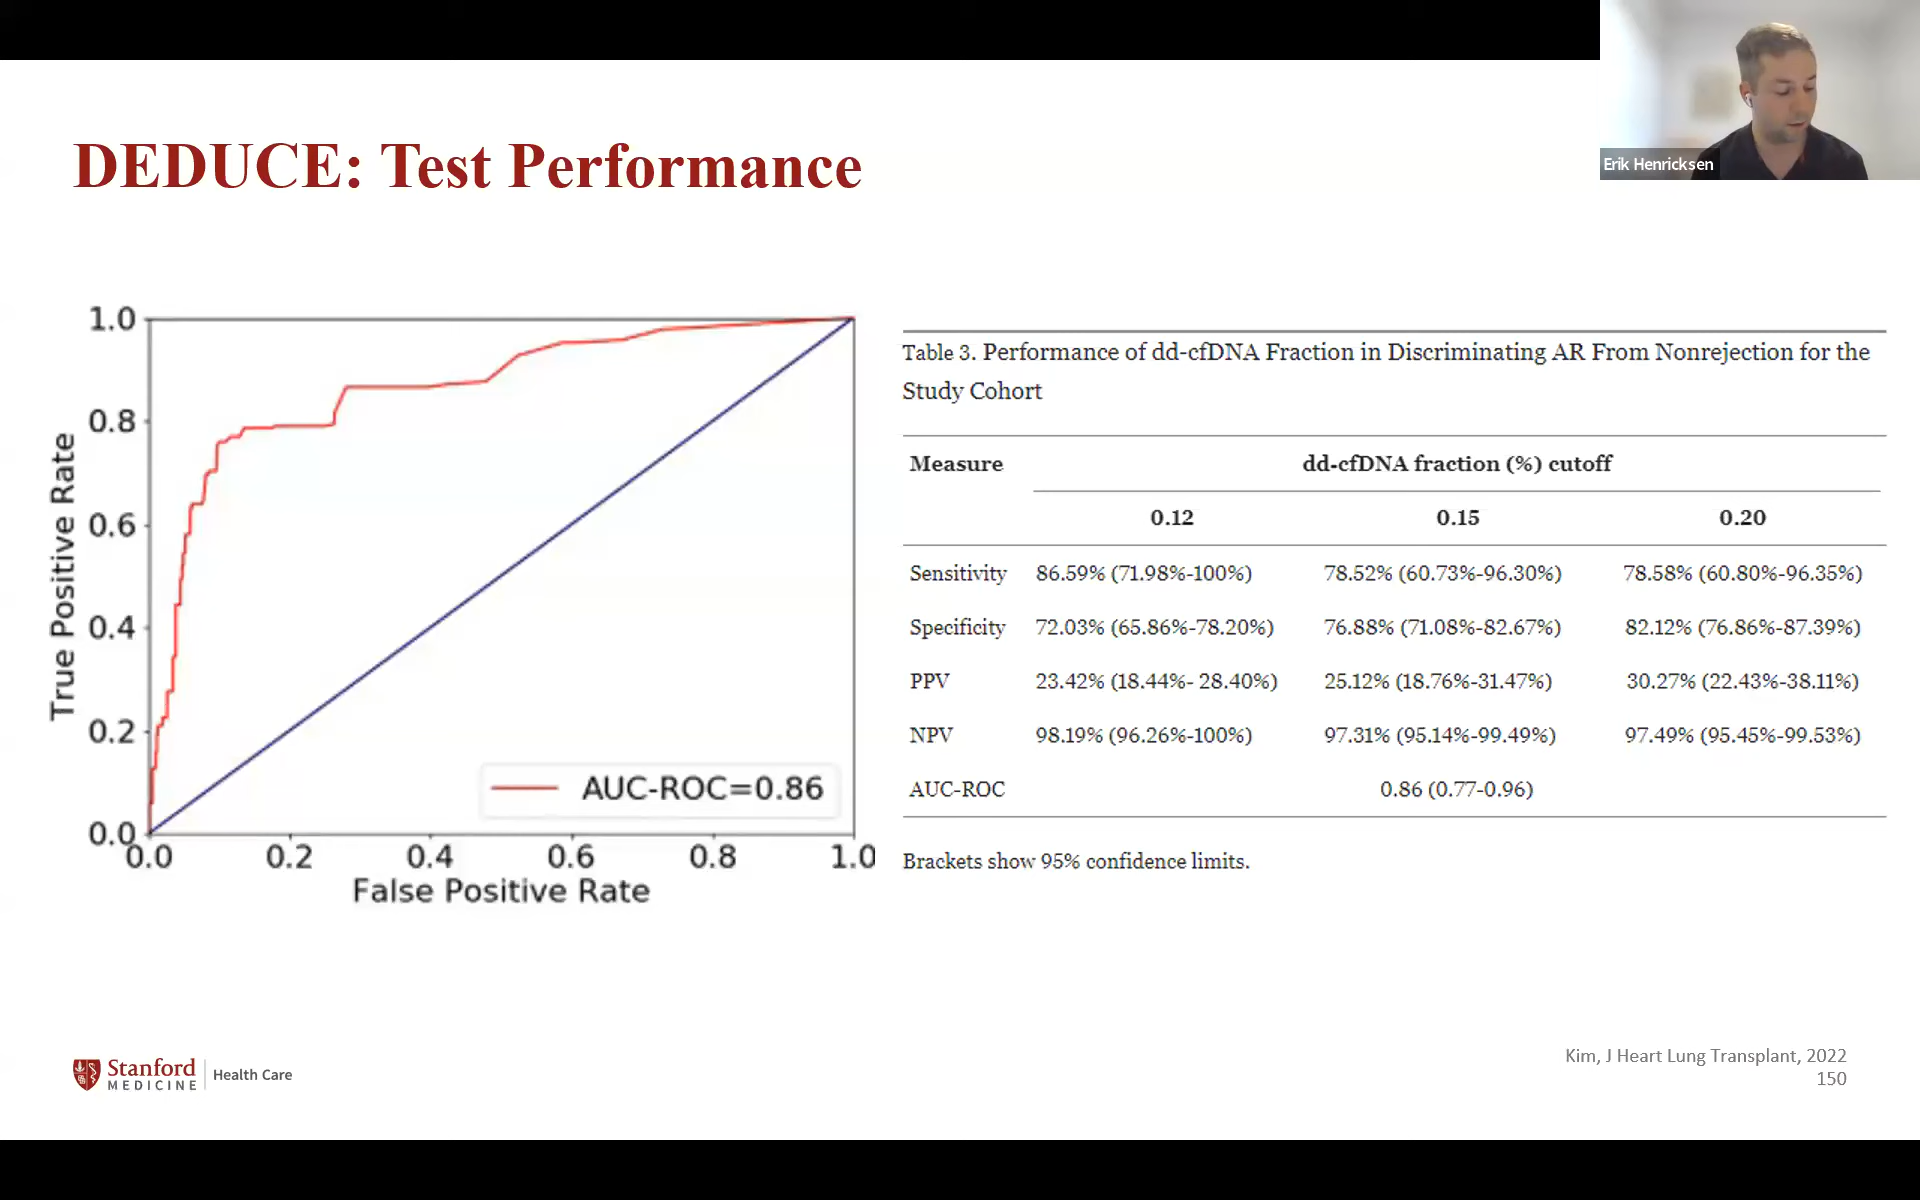 Erik Henricksen
DEDUCE: Test Performance
1.0
0.8
0.6
0.4
0.2
0.0
True Positive Rate
AUC-ROC=0.86
0.0 0.2 0.4 0.6 0.8 1.0
False Positive Rate
Table 3. Performance of dd-cfDNA Fraction in Discriminating AR From Nonrejection for the
Study Cohort
Measure dd-cfDNA fraction (%) cutoff
0.12 0.15 0.20
Sensitivity 86.59% (71.98%-100%) 78.52% (60.73%-96.30%) 78.58% (60.80%-96.35%)
Specificity 72.03% (65.86%-78.20%) 76.88% (71.08%-82.67%) 82.12% (76.86%-87.39%)
PPV 23.42% (18.44%- 28.40%) 25.12% (18.76%-31.47%) 30.27% (22.43%-38.11%)
NPV 98.19% (96.26%-100%) 97.31% (95.14%-99.49%) 97.49% (95.45%-99.53%)
AUC-ROC 0.86 (0.77-0.96)
Brackets show 95% confidence limits.
Stanford
MEDICINE
Health Care
Kim, J Heart Lung Transplant, 2022
150